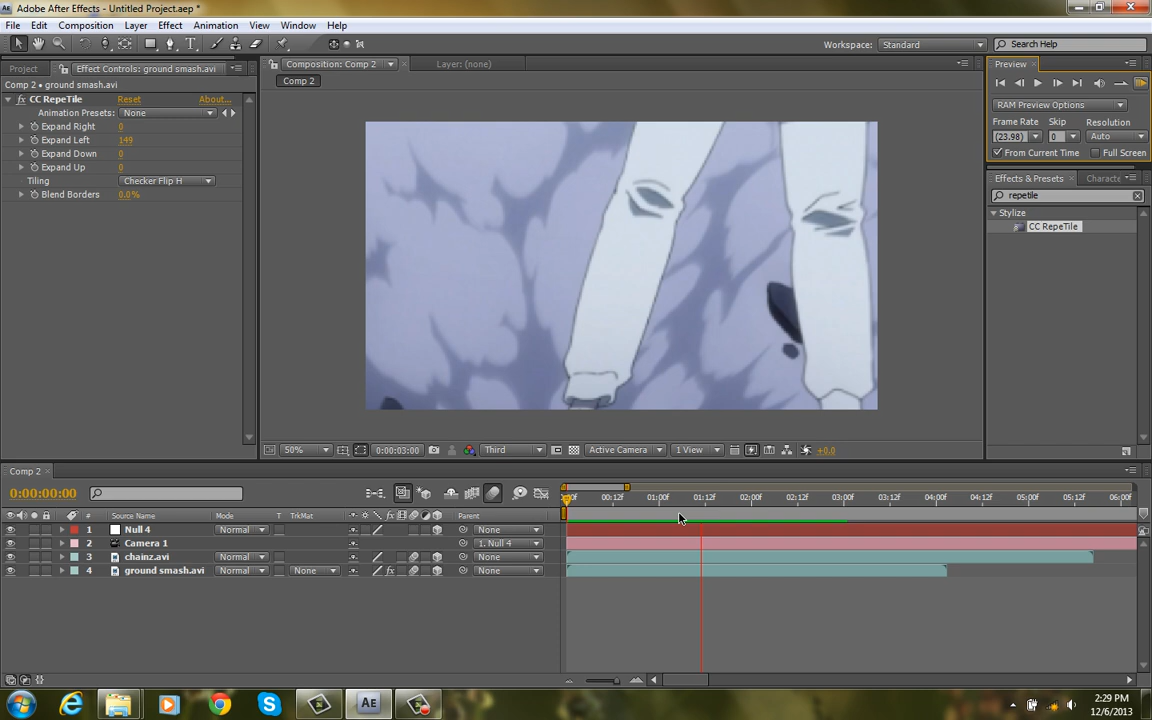 Adobe After Effects - Untitled Project.aep *
File Edit Composition Layer Effect Animation View Window Help
Workspace: Standard Search Help
Project Effect Controls: ground smash.avi
Comp 2 • ground smash.avi
fx CC RepeTile Reset About...
Animation Presets: None
Expand Right 0
Expand Left 149
Expand Down 0
Expand Up 0
Tiling Checker Flip H
Blend Borders 0.0%
Composition: Comp 2 Layer: (none)
Comp 2
50% 0:00:03:00 Third Active Camera 1 View +0.0
Preview
RAM Preview Options
Frame Rate Skip Resolution
(23.98) 0 Auto
From Current Time Full Screen
Effects & Presets Characte
repetile
Stylize
CC RepeTile
Comp 2
0:00:00:00
00f 00:12f 01:00f 01:12f 02:00f 02:12f 03:00f 03:12f 04:00f 04:12f 05:00f 05:12f 06:00f
# Source Name Mode T TrkMat Parent
1 Null 4 Normal None
2 Camera 1 1. Null 4
3 chainz.avi Normal None
4 ground smash.avi Normal None None
Ae
2:29 PM
12/6/2013